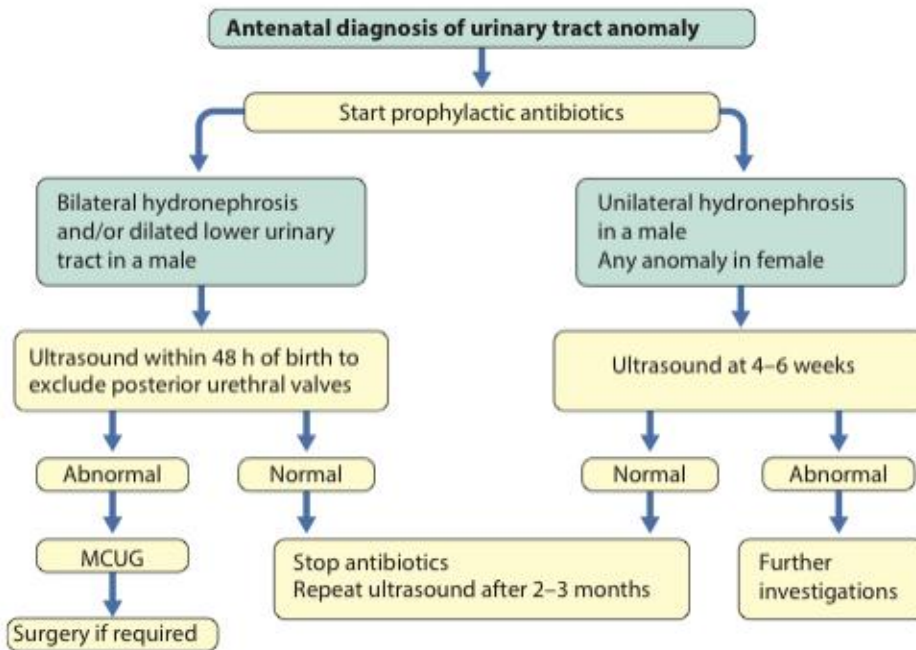 Antenatal diagnosis of urinary tract anomaly
Start prophylactic antibiotics
Bilateral hydronephrosis
and/or dilated lower urinary
tract in a male
Unilateral hydronephrosis
in a male
Any anomaly in female
Ultrasound within 48 h of birth to
exclude posterior urethral valves
Ultrasound at 4–6 weeks
Abnormal
Normal
Normal
Abnormal
MCUG
Stop antibiotics
Repeat ultrasound after 2–3 months
Further
investigations
Surgery if required